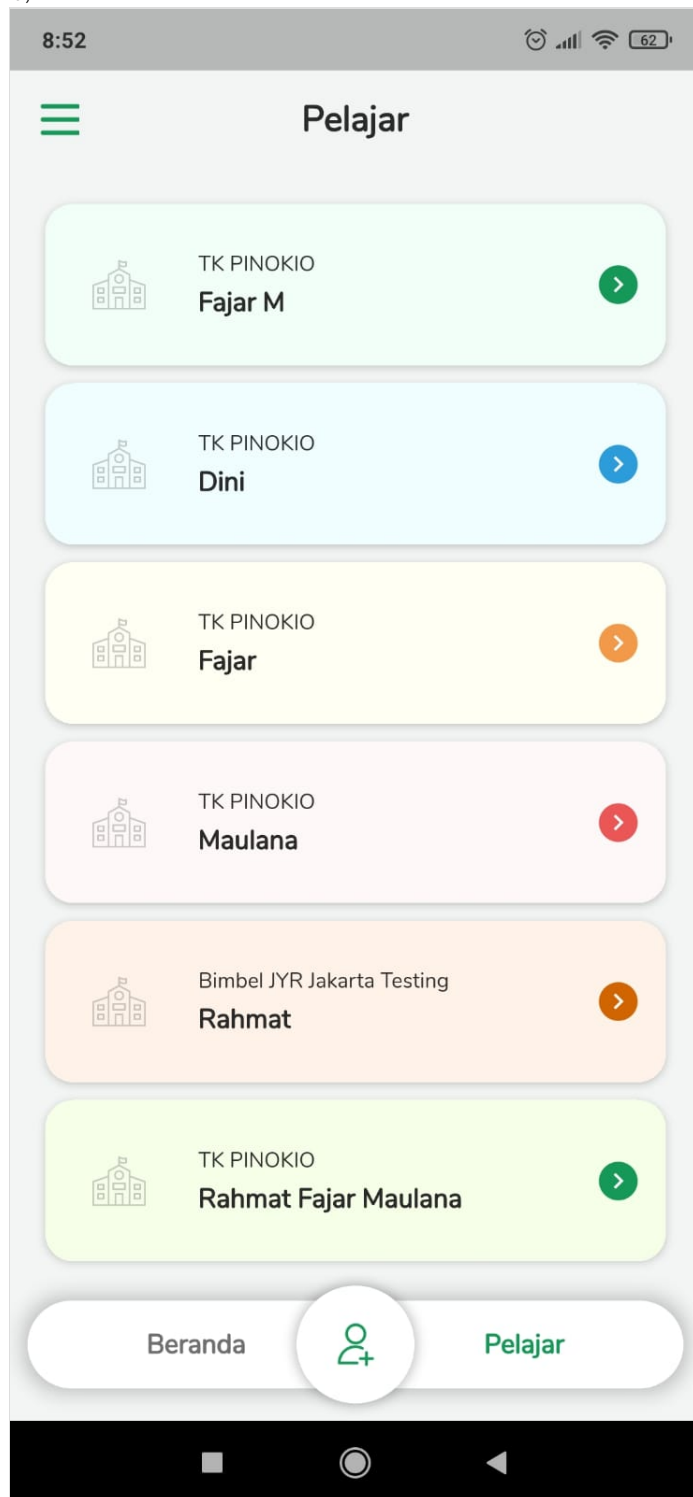 8:52
62
Pelajar
TK PINOKIO
Fajar M
TK PINOKIO
Dini
TK PINOKIO
Fajar
TK PINOKIO
Maulana
Bimbel JYR Jakarta Testing
Rahmat
TK PINOKIO
Rahmat Fajar Maulana
Beranda
Pelajar